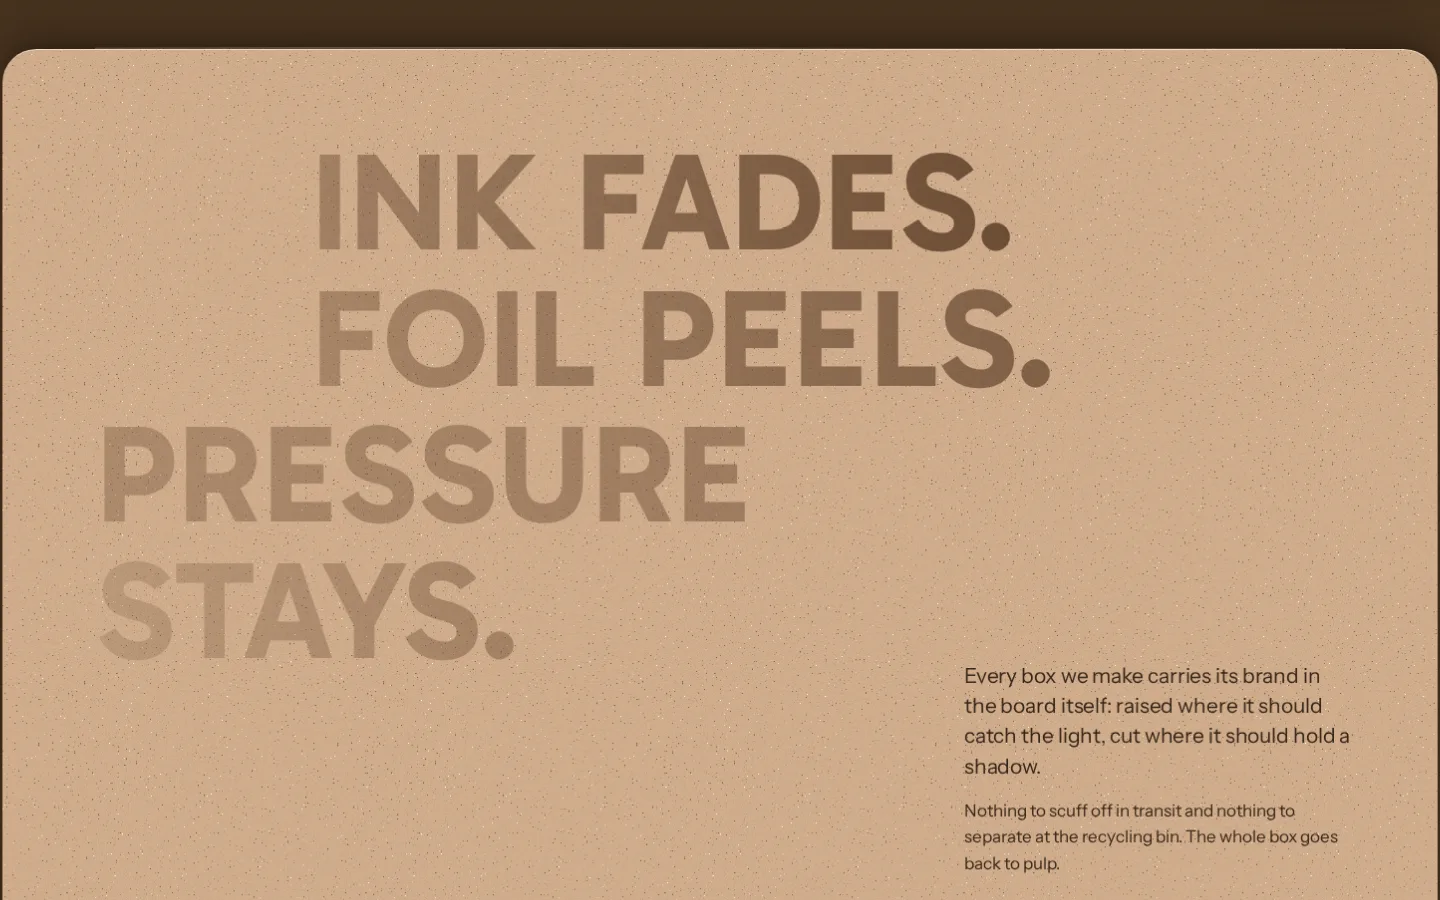 INK FADES.
FOIL PEELS.
PRESSURE
STAYS.
Every box we make carries its brand in
the board itself: raised where it should
catch the light, cut where it should hold a
shadow.
Nothing to scuff off in transit and nothing to
separate at the recycling bin. The whole box goes
back to pulp.